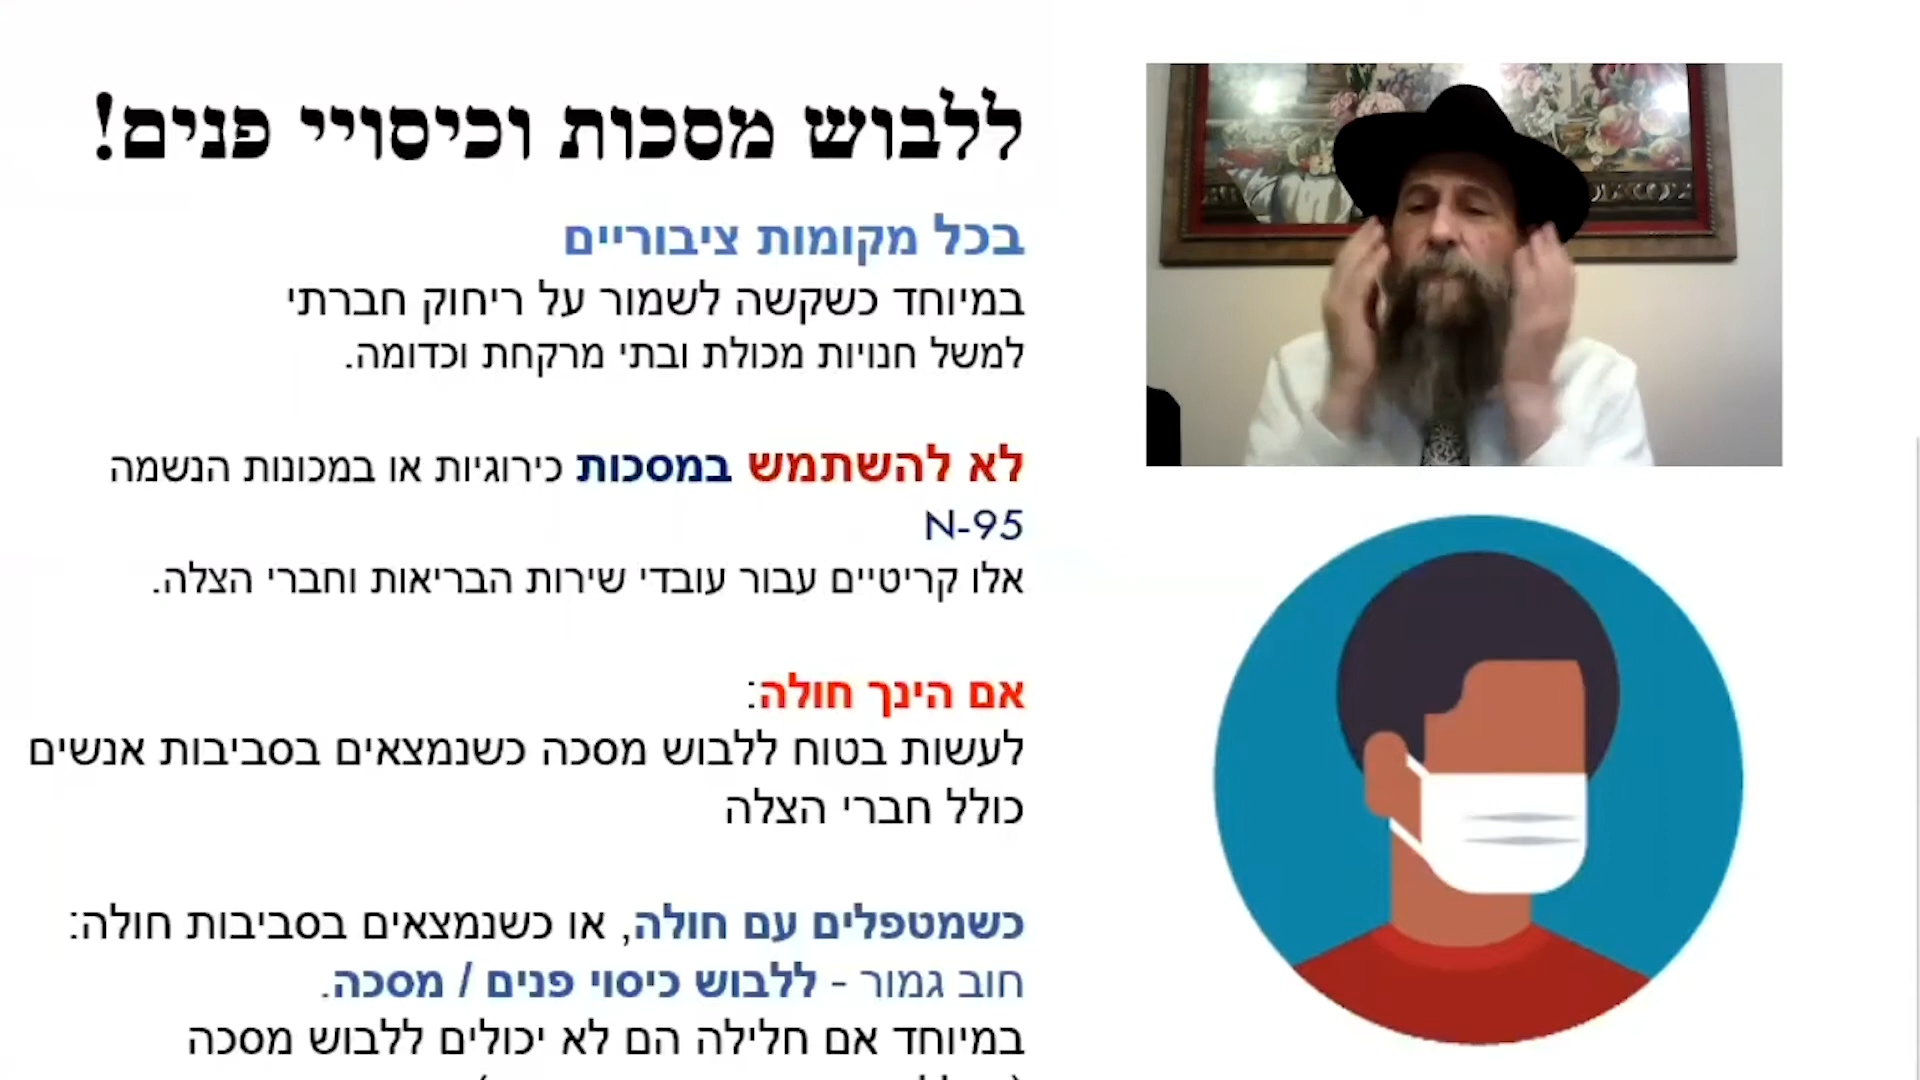 ללבוש מסכות וכיסויי פנים!
בכל מקומות ציבוריים
במיוחד כשקשה לשמור על ריחוק חברתי
למשל חנויות מכולת ובתי מרקחת וכדומה.
לא להשתמש במסכות כירוגיות או במכונות הנשמה
N-95
אלו קריטיים עבור עובדי שירות הבריאות וחברי הצלה.
אם הינך חולה:
לעשות בטוח ללבוש מסכה כשנמצאים בסביבות אנשים
כולל חברי הצלה
כשמטפלים עם חולה, או כשנמצאים בסביבות חולה:
חוב גמור - ללבוש כיסוי פנים / מסכה.
במיוחד אם חלילה הם לא יכולים ללבוש מסכה